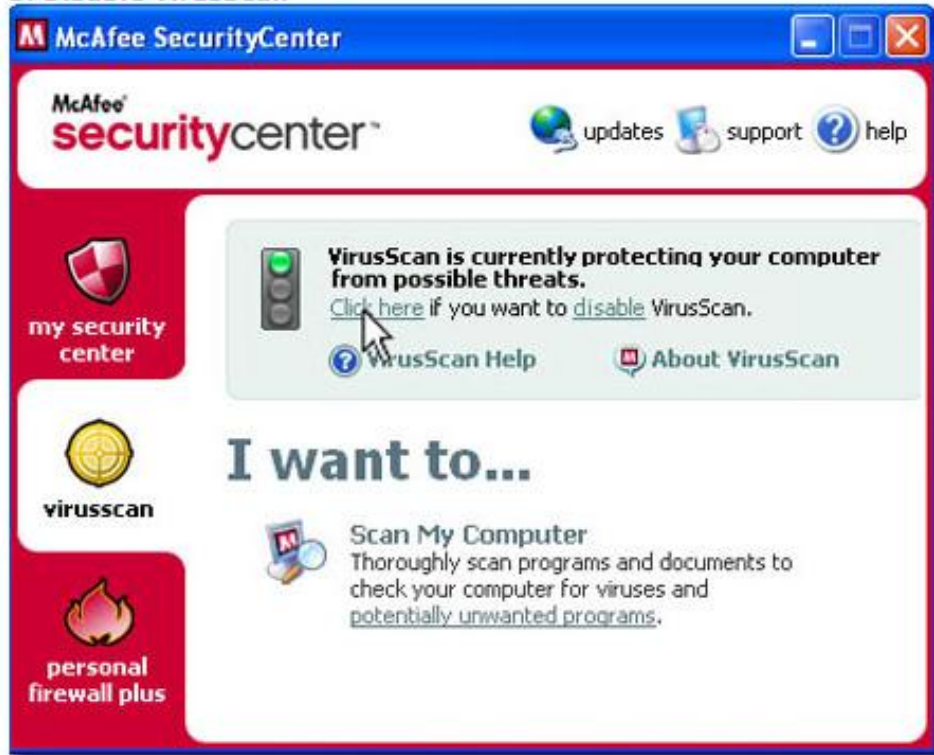 McAfee SecurityCenter
McAfee®
securitycenter™
updates
support
help
my security
center
virusscan
personal
firewall plus
VirusScan is currently protecting your computer
from possible threats.
Click here if you want to disable VirusScan.
VirusScan Help
About VirusScan
I want to...
Scan My Computer
Thoroughly scan programs and documents to
check your computer for viruses and
potentially unwanted programs.